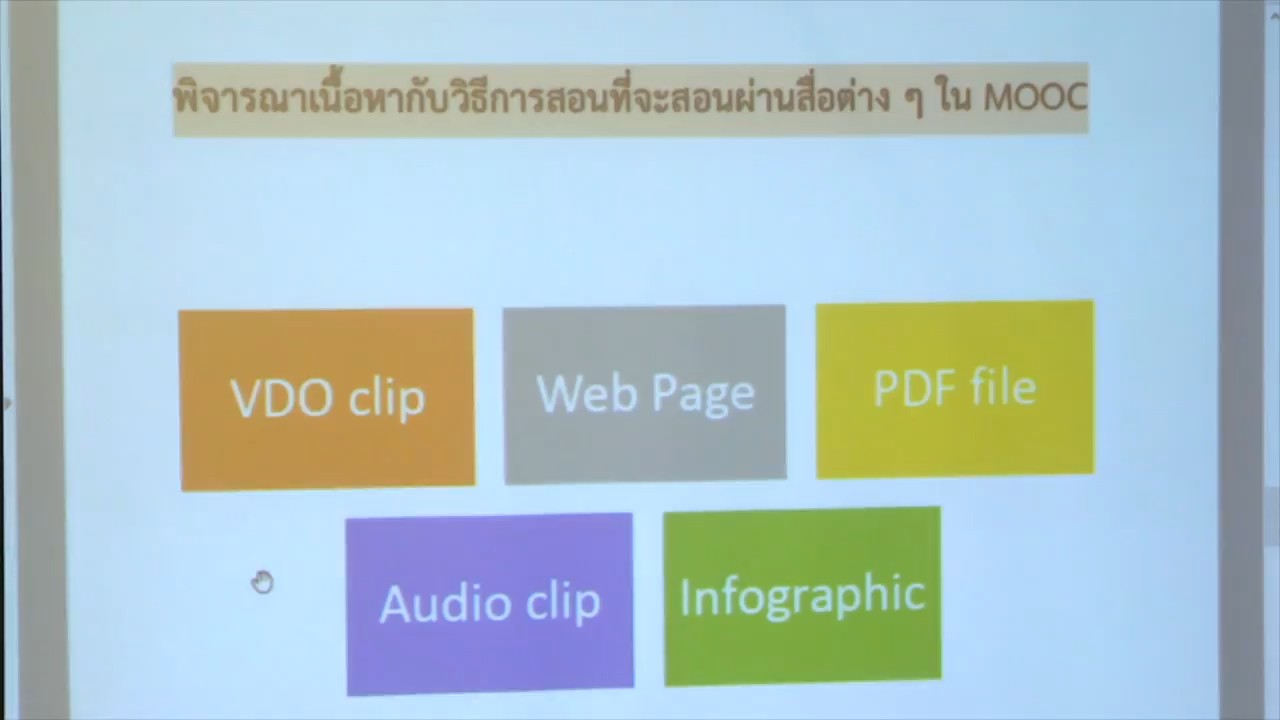 พิจารณาเนื้อหากับวิธีการสอนที่จะสอนผ่านสื่อต่าง ๆ ใน MOOC
VDO clip
Web Page
PDF file
Audio clip
Infographic